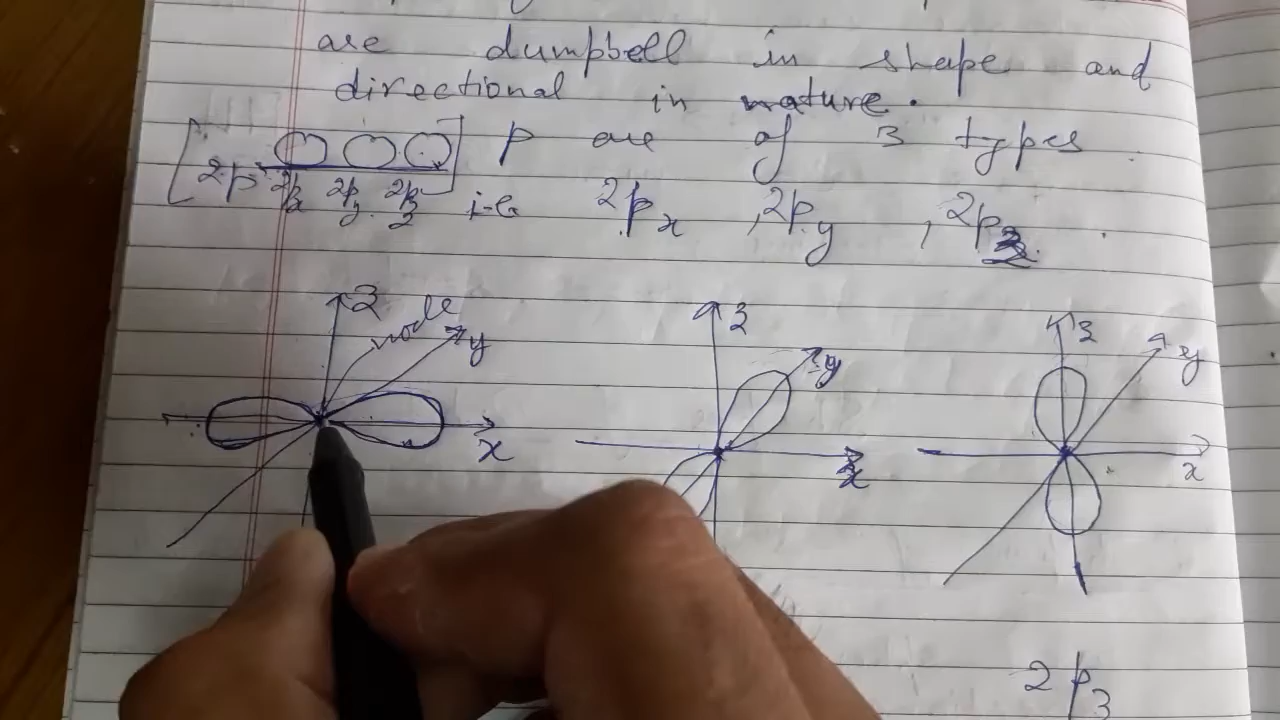 are dumpbell in shape and
directional in nature.
p are of 3 types
2p 2px 2py 2pz i-e 2px , 2py , 2pz.
z node y x
z y x
z y x
2pz